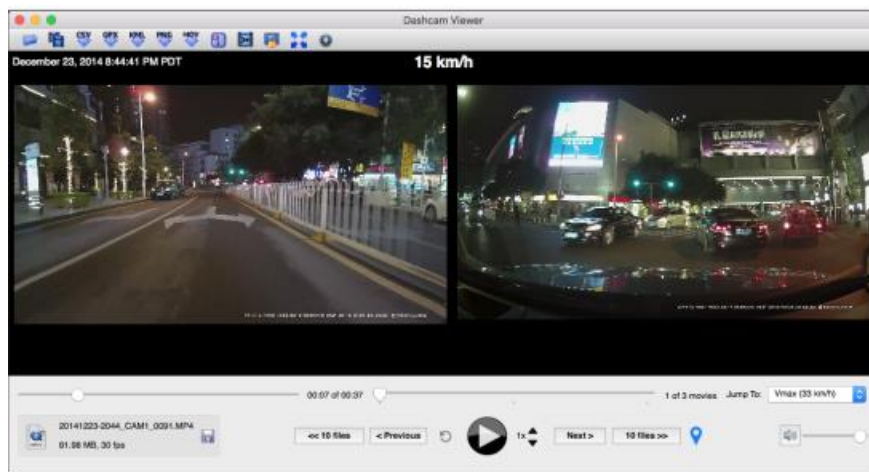 Dashcam Viewer
CSV GPX KML PNG MOV
December 23, 2014 8:44:41 PM PDT
15 km/h
00:07 of 00:37
1 of 3 movies
Jump To:
Vmax (33 km/h)
20141223-2044_CAM1_0091.MP4
91.98 MB, 30 fps
<< 10 files
< Previous
1x
Next >
10 files >>